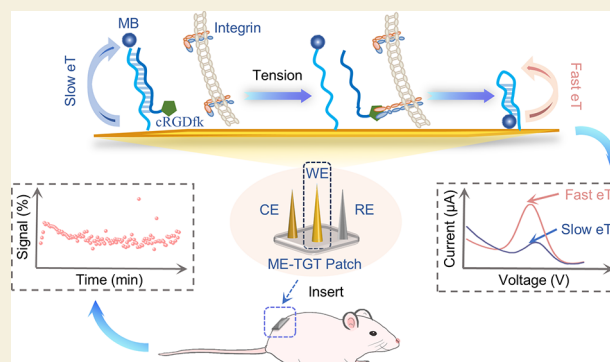 MB
Integrin
Slow eT
Tension
Fast eT
cRGDfk
WE
CE
RE
ME-TGT Patch
Insert
Signal (%)
Time (min)
Current (μA)
Fast eT
Slow eT
Voltage (V)